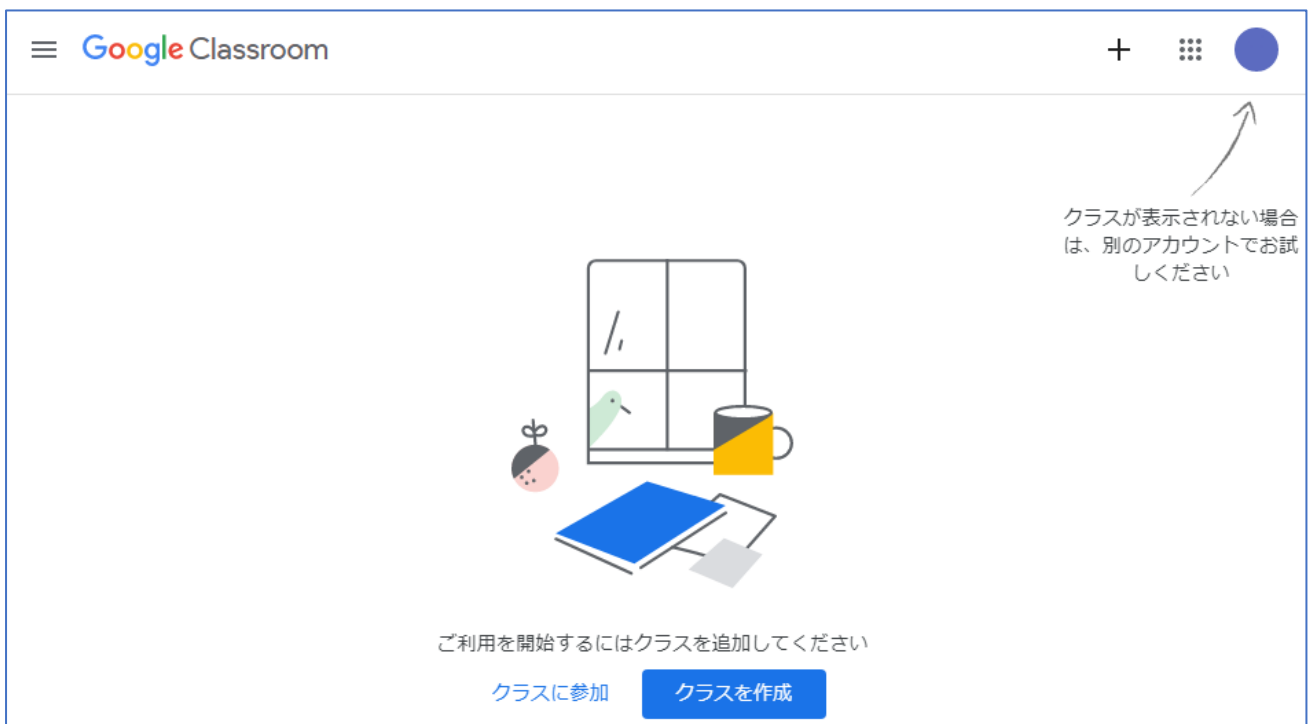 Google Classroom
クラスが表示されない場合
は、別のアカウントでお試
しください
ご利用を開始するにはクラスを追加してください
クラスに参加
クラスを作成